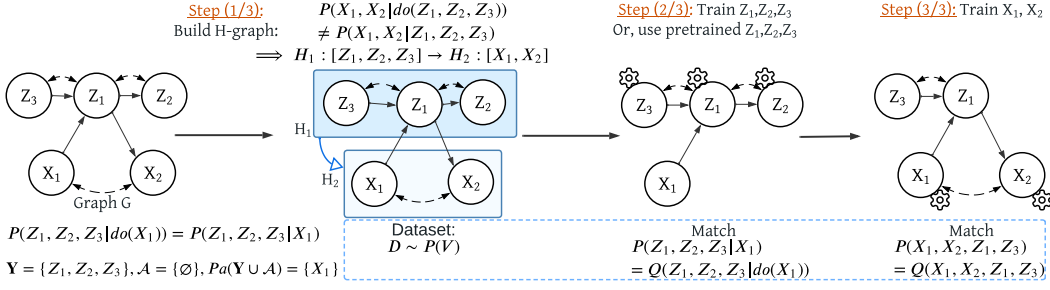 Step (1/3):
Build H-graph:
P(X₁, X₂|do(Z₁, Z₂, Z₃))
≠ P(X₁, X₂|Z₁, Z₂, Z₃)
⟹ H₁ : [Z₁, Z₂, Z₃] → H₂ : [X₁, X₂]
Step (2/3): Train Z₁,Z₂,Z₃
Or, use pretrained Z₁,Z₂,Z₃
Step (3/3): Train X₁, X₂
Z₃ Z₁ Z₂
X₁ X₂
Graph G
H₁
Z₃ Z₁ Z₂
H₂
X₁ X₂
Z₃ Z₁ Z₂
X₁
Z₃ Z₁
X₁ X₂
P(Z₁, Z₂, Z₃|do(X₁)) = P(Z₁, Z₂, Z₃|X₁)
Y = {Z₁, Z₂, Z₃}, 𝒜 = {∅}, Pa(Y ∪ 𝒜) = {X₁}
Dataset:
D ∼ P(V)
Match
P(Z₁, Z₂, Z₃|X₁)
= Q(Z₁, Z₂, Z₃|do(X₁))
Match
P(X₁, X₂, Z₁, Z₃)
= Q(X₁, X₂, Z₁, Z₃)